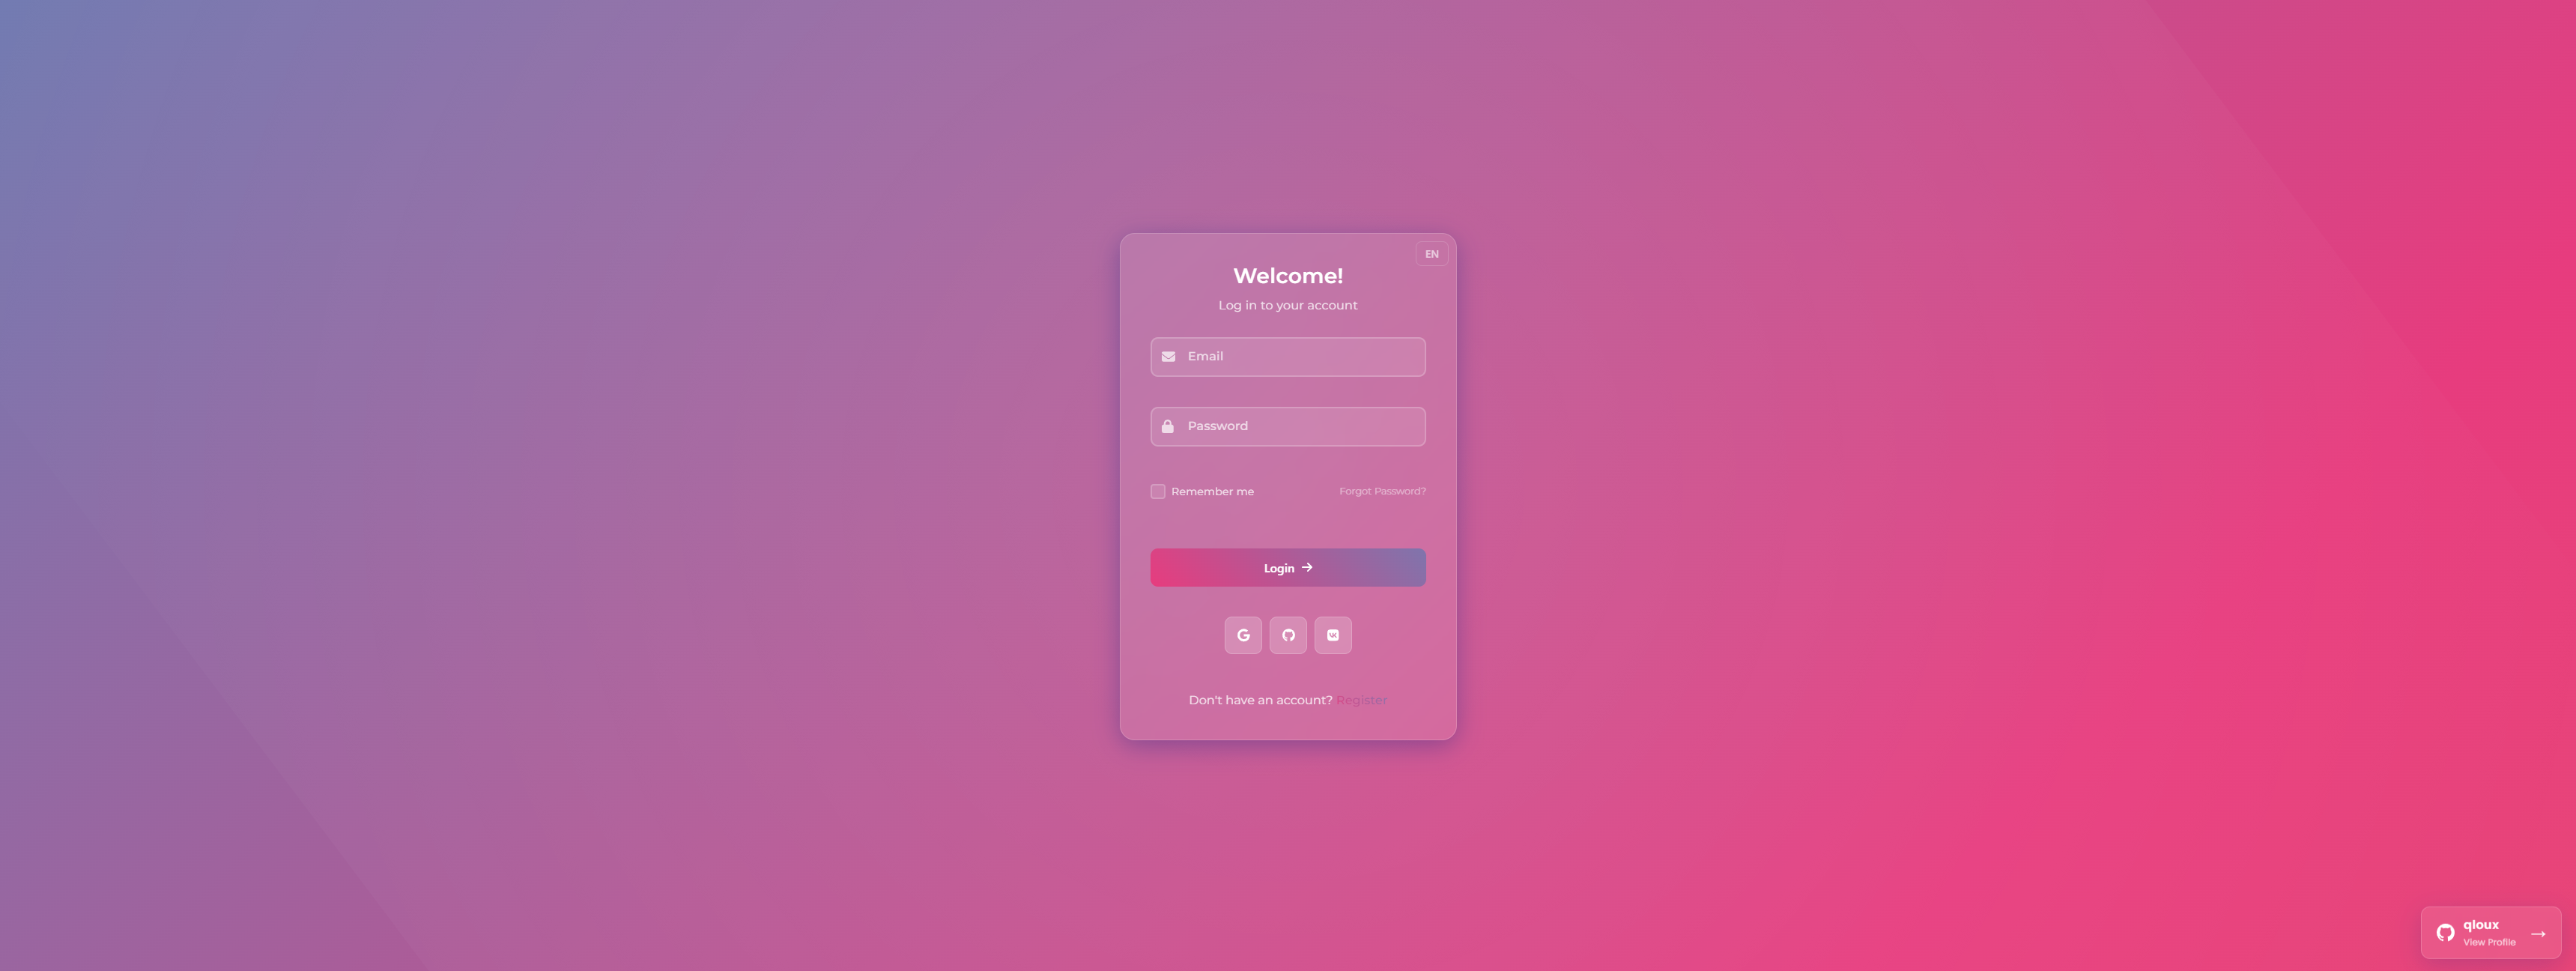 EN
Welcome!
Log in to your account
Email
Password
Remember me
Forgot Password?
Login →
Don't have an account? Register
qloux
View Profile →